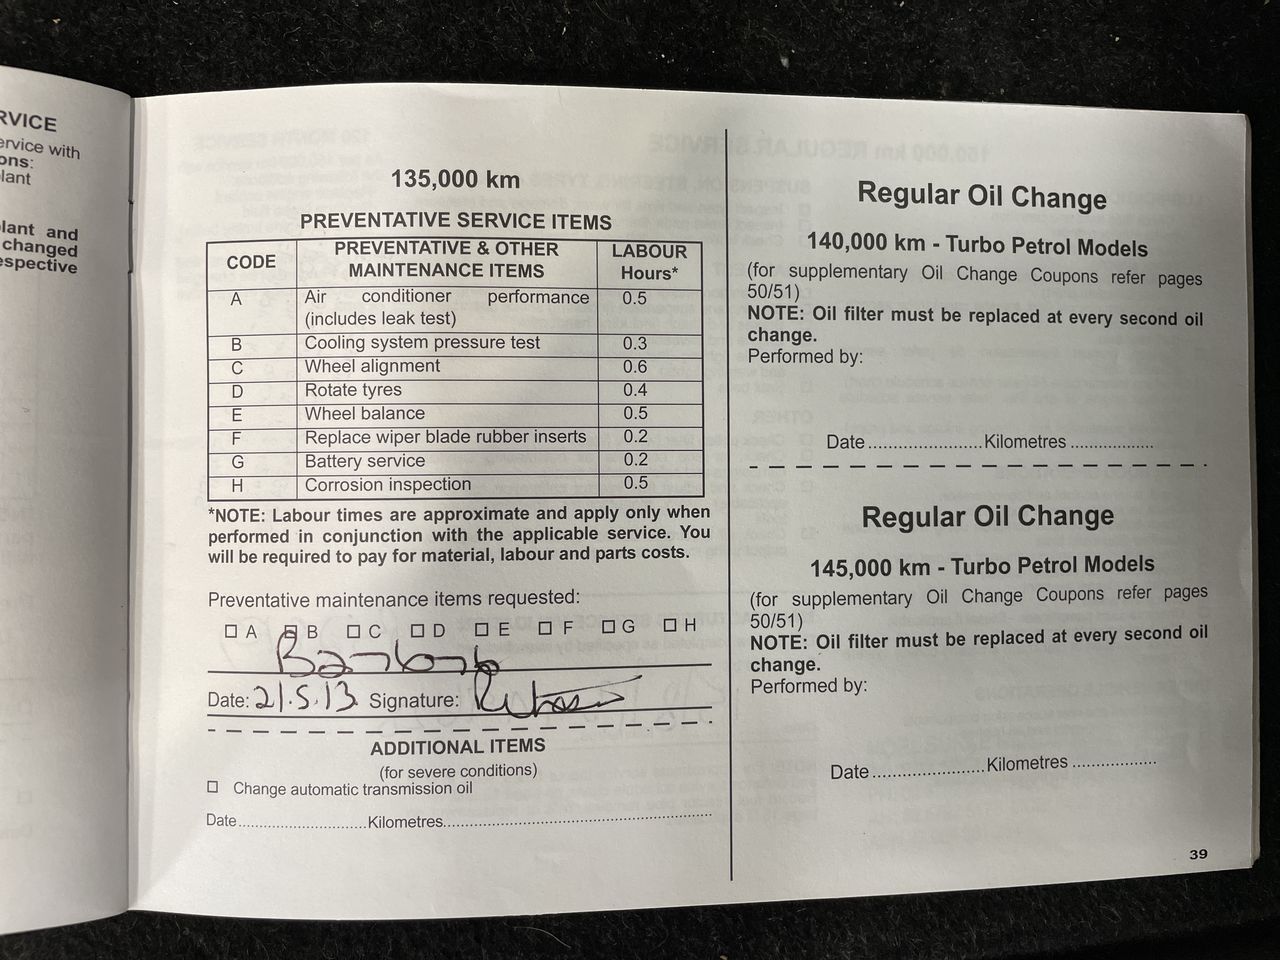 RVICE
ervice with
ons:
lant
lant and
changed
espective
135,000 km
PREVENTATIVE SERVICE ITEMS
CODE PREVENTATIVE & OTHER MAINTENANCE ITEMS LABOUR Hours*
A Air conditioner performance (includes leak test) 0.5
B Cooling system pressure test 0.3
C Wheel alignment 0.6
D Rotate tyres 0.4
E Wheel balance 0.5
F Replace wiper blade rubber inserts 0.2
G Battery service 0.2
H Corrosion inspection 0.5
*NOTE: Labour times are approximate and apply only when
performed in conjunction with the applicable service. You
will be required to pay for material, labour and parts costs.
Preventative maintenance items requested:
☐ A ☐ B ☐ C ☐ D ☐ E ☐ F ☐ G ☐ H
Date: 21.5.13 Signature:
ADDITIONAL ITEMS
(for severe conditions)
☐ Change automatic transmission oil
Date..........................Kilometres......................................................
Regular Oil Change
140,000 km - Turbo Petrol Models
(for supplementary Oil Change Coupons refer pages
50/51)
NOTE: Oil filter must be replaced at every second oil
change.
Performed by:
Date.......................Kilometres.................
Regular Oil Change
145,000 km - Turbo Petrol Models
(for supplementary Oil Change Coupons refer pages
50/51)
NOTE: Oil filter must be replaced at every second oil
change.
Performed by:
Date.......................Kilometres.................
39